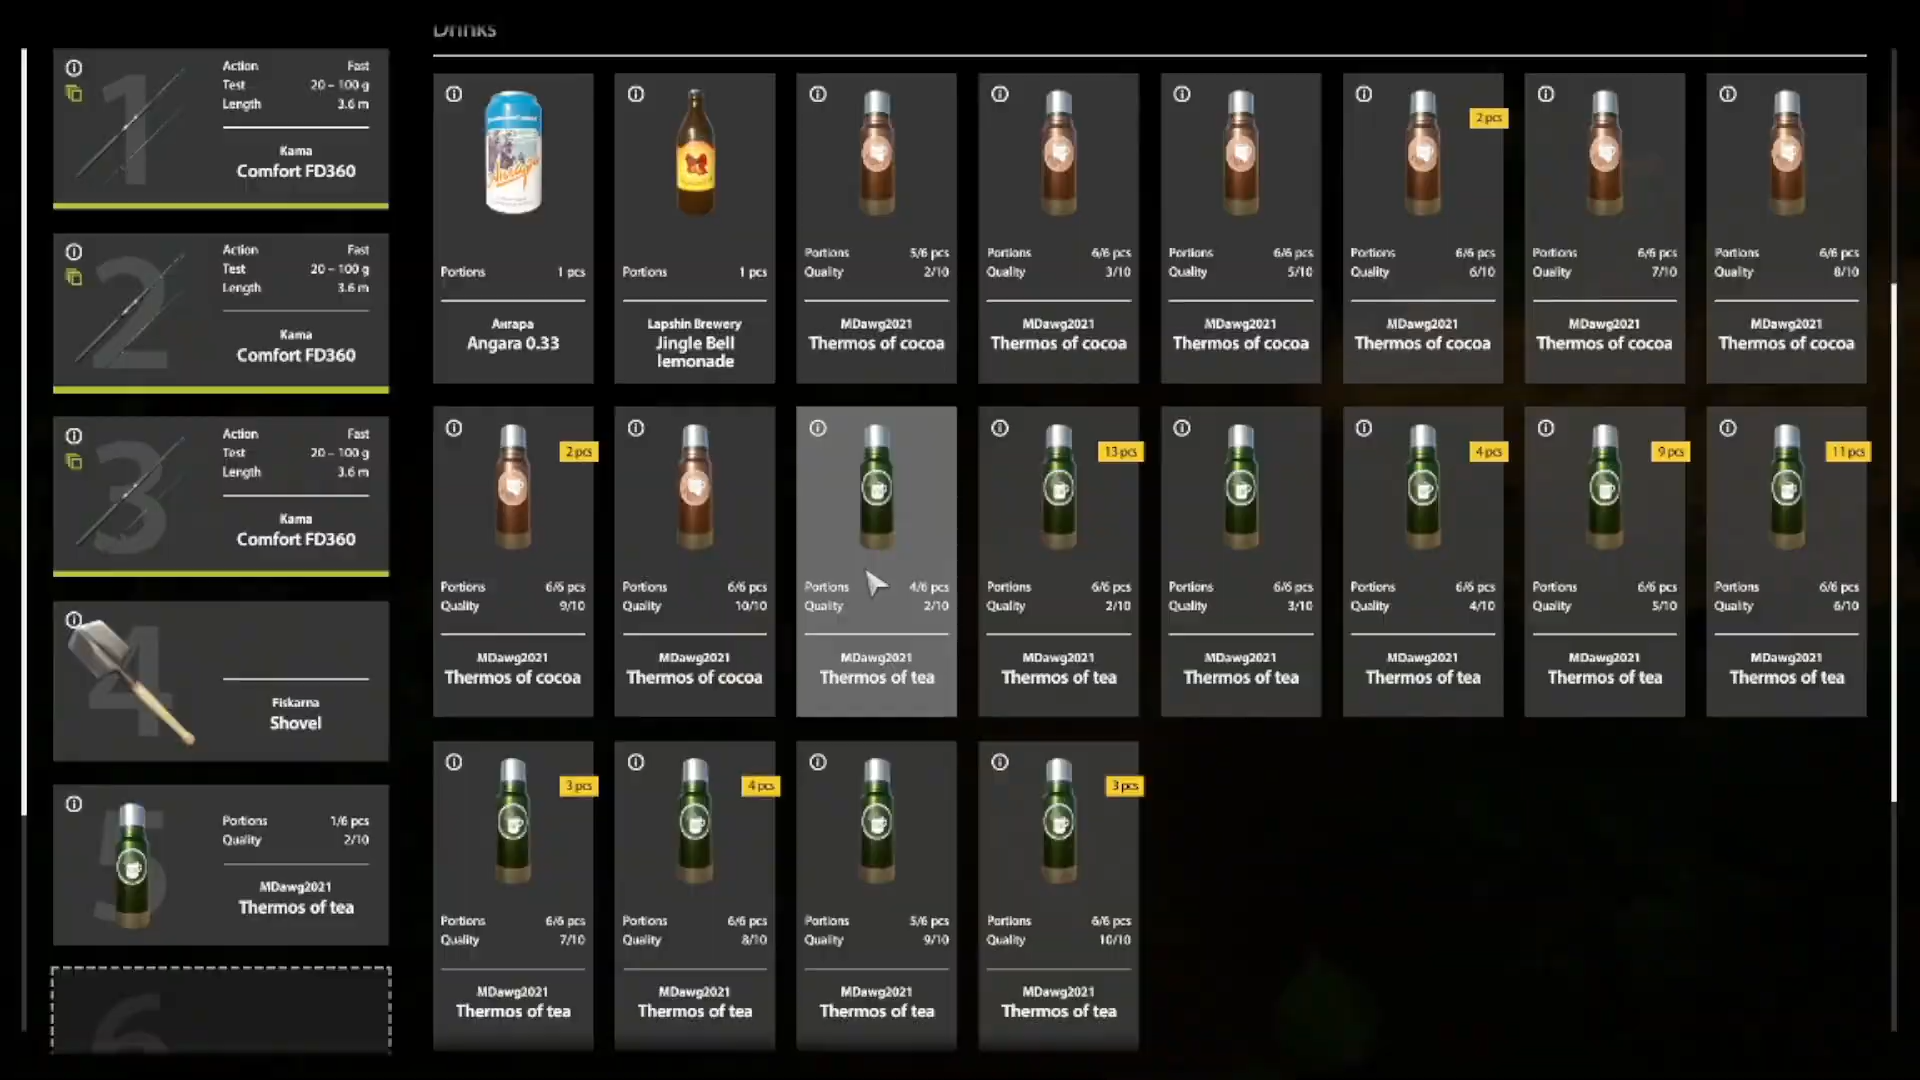 Drinks
1
Action Fast
Test 20 – 100 g
Length 3.6 m
Kama
Comfort FD360
2
Action Fast
Test 20 – 100 g
Length 3.6 m
Kama
Comfort FD360
3
Action Fast
Test 20 – 100 g
Length 3.6 m
Kama
Comfort FD360
4
Fiskarna
Shovel
5
Portions 1/6 pcs
Quality 2/10
MDawg2021
Thermos of tea
6
Ангара
Portions 1 pcs
Ангара
Angara 0.33
Portions 1 pcs
Lapshin Brewery
Jingle Bell
lemonade
Portions 5/6 pcs
Quality 2/10
MDawg2021
Thermos of cocoa
Portions 6/6 pcs
Quality 3/10
MDawg2021
Thermos of cocoa
Portions 6/6 pcs
Quality 5/10
MDawg2021
Thermos of cocoa
2 pcs
Portions 6/6 pcs
Quality 6/10
MDawg2021
Thermos of cocoa
Portions 6/6 pcs
Quality 7/10
MDawg2021
Thermos of cocoa
Portions 6/6 pcs
Quality 8/10
MDawg2021
Thermos of cocoa
2 pcs
Portions 6/6 pcs
Quality 9/10
MDawg2021
Thermos of cocoa
Portions 6/6 pcs
Quality 10/10
MDawg2021
Thermos of cocoa
Portions 4/6 pcs
Quality 2/10
MDawg2021
Thermos of tea
13 pcs
Portions 6/6 pcs
Quality 2/10
MDawg2021
Thermos of tea
Portions 6/6 pcs
Quality 3/10
MDawg2021
Thermos of tea
4 pcs
Portions 6/6 pcs
Quality 4/10
MDawg2021
Thermos of tea
9 pcs
Portions 6/6 pcs
Quality 5/10
MDawg2021
Thermos of tea
11 pcs
Portions 6/6 pcs
Quality 6/10
MDawg2021
Thermos of tea
3 pcs
Portions 6/6 pcs
Quality 7/10
MDawg2021
Thermos of tea
4 pcs
Portions 6/6 pcs
Quality 8/10
MDawg2021
Thermos of tea
Portions 5/6 pcs
Quality 9/10
MDawg2021
Thermos of tea
3 pcs
Portions 6/6 pcs
Quality 10/10
MDawg2021
Thermos of tea